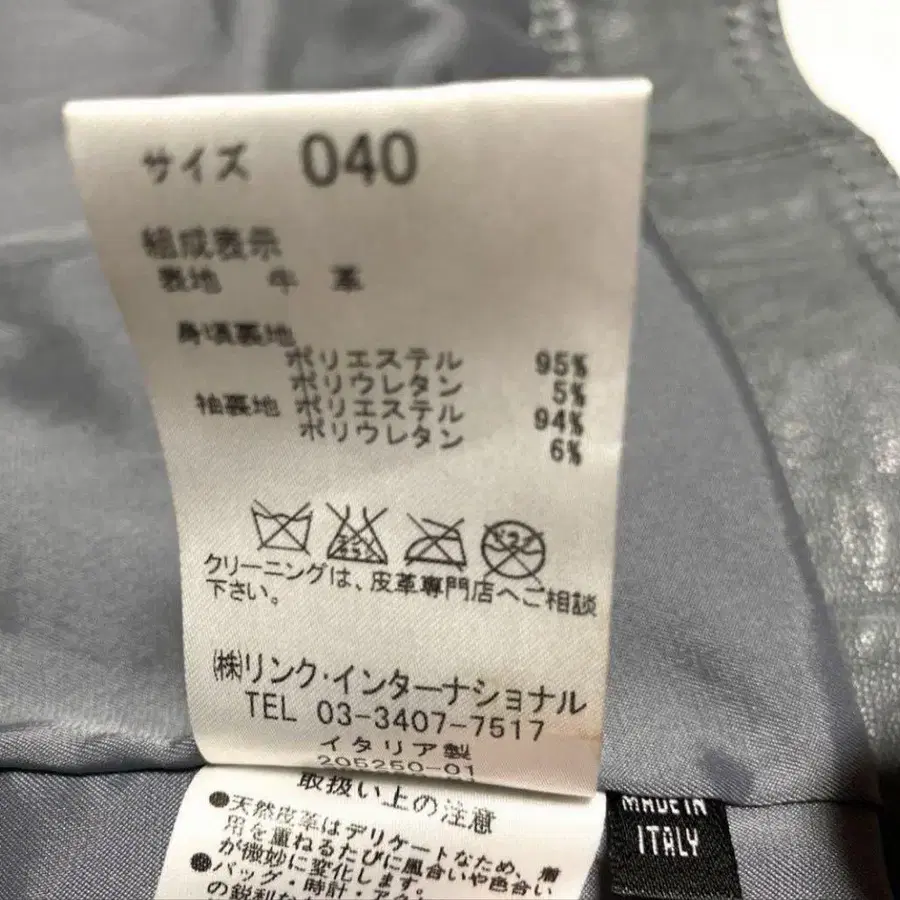 サイズ 040
組成表示
表地 牛 革
身頃裏地
ポリエステル 95%
ポリウレタン 5%
袖裏地 ポリエステル 94%
ポリウレタン 6%
クリーニングは、皮革専門店へご相談
下さい。
㈱リンク・インターナショナル
TEL 03-3407-7517
イタリア製
205250-01
取扱い上の注意
●天然皮革はデリケートなため、着
用を重ねるたびに風合いや色合い
が微妙に変化します。
●バッグ・時計・アク
の鋭利な
MADE IN
ITALY